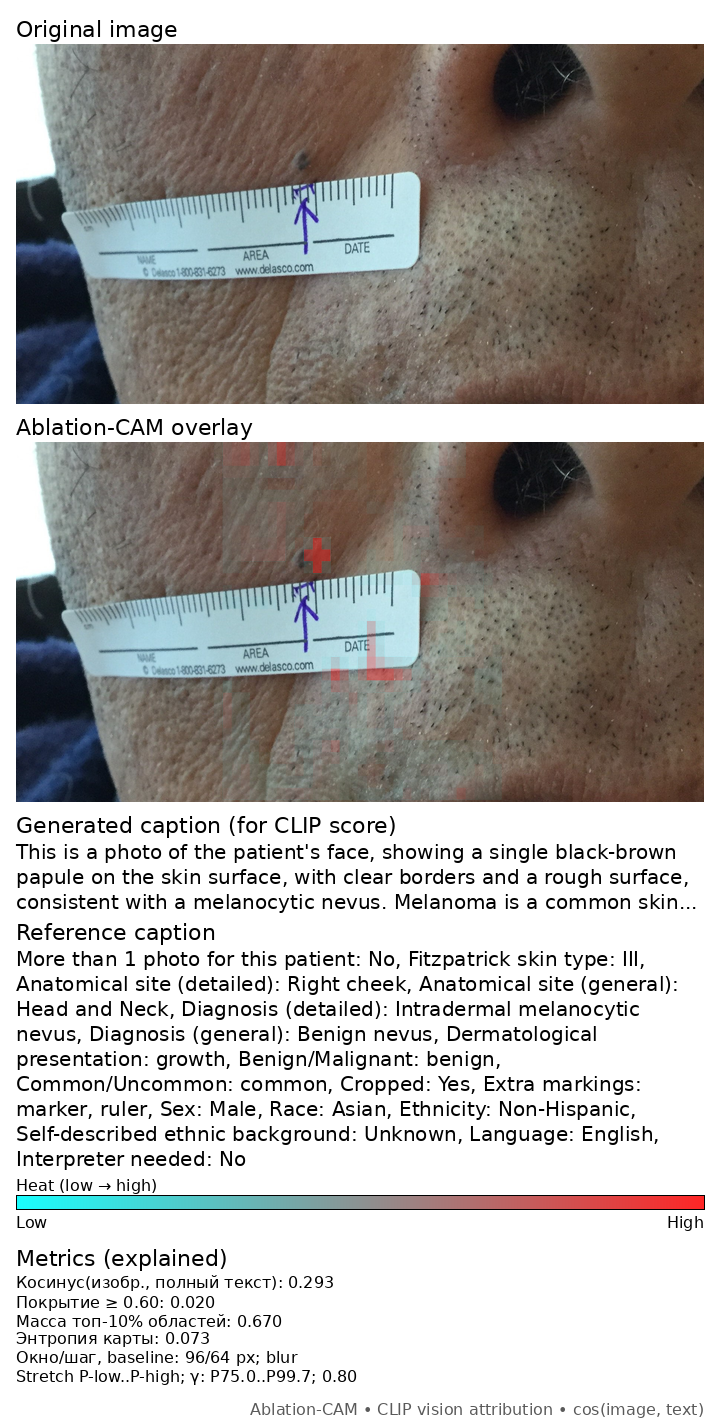 Original image
cm
NAME
AREA
DATE
© Delasco 1-800-831-6273 www.delasco.com
Ablation-CAM overlay
cm
NAME
AREA
DATE
© Delasco 1-800-831-6273 www.delasco.com
Generated caption (for CLIP score)
This is a photo of the patient's face, showing a single black-brown
papule on the skin surface, with clear borders and a rough surface,
consistent with a melanocytic nevus. Melanoma is a common skin...
Reference caption
More than 1 photo for this patient: No, Fitzpatrick skin type: III,
Anatomical site (detailed): Right cheek, Anatomical site (general):
Head and Neck, Diagnosis (detailed): Intradermal melanocytic
nevus, Diagnosis (general): Benign nevus, Dermatological
presentation: growth, Benign/Malignant: benign,
Common/Uncommon: common, Cropped: Yes, Extra markings:
marker, ruler, Sex: Male, Race: Asian, Ethnicity: Non-Hispanic,
Self-described ethnic background: Unknown, Language: English,
Interpreter needed: No
Heat (low → high)
Low High
Metrics (explained)
Косинус(изобр., полный текст): 0.293
Покрытие ≥ 0.60: 0.020
Масса топ-10% областей: 0.670
Энтропия карты: 0.073
Окно/шаг, baseline: 96/64 px; blur
Stretch P-low..P-high; γ: P75.0..P99.7; 0.80
Ablation-CAM • CLIP vision attribution • cos(image, text)